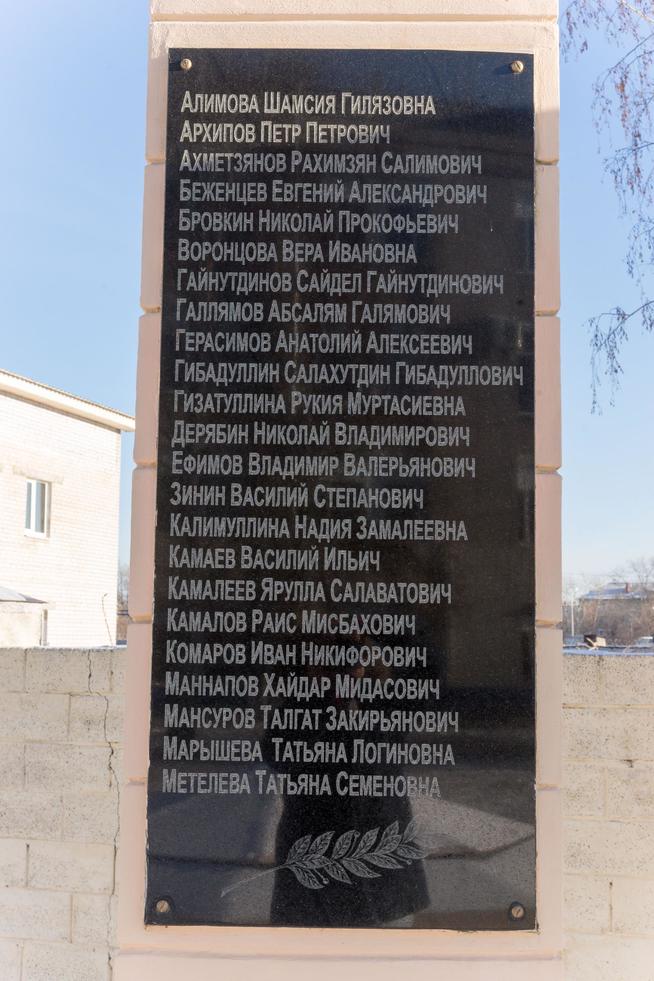 Алимова Шамсия Гилязовна
Архипов Петр Петрович
Ахметзянов Рахимзян Салимович
Беженцев Евгений Александрович
Бровкин Николай Прокофьевич
Воронцова Вера Ивановна
Гайнутдинов Сайдел Гайнутдинович
Галлямов Абсалям Галямович
Герасимов Анатолий Алексеевич
Гибадуллин Салахутдин Гибадуллович
Гизатуллина Рукия Муртасиевна
Дерябин Николай Владимирович
Ефимов Владимир Валерьянович
Зинин Василий Степанович
Калимуллина Надия Замалеевна
Камаев Василий Ильич
Камалеев Ярулла Салаватович
Камалов Раис Мисбахович
Комаров Иван Никифорович
Маннапов Хайдар Мидасович
Мансуров Талгат Закирьянович
Марышева Татьяна Логиновна
Метелева Татьяна Семеновна